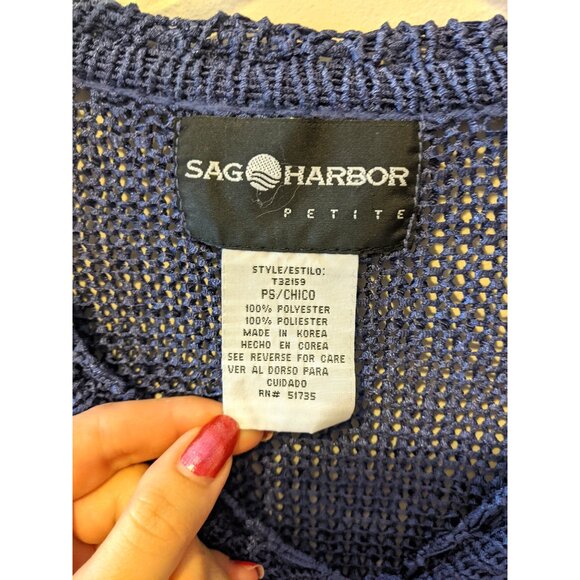 SAG HARBOR
PETITE
STYLE/ESTILO:
T32159
PS/CHICO
100% POLYESTER
100% POLIESTER
MADE IN KOREA
HECHO EN COREA
SEE REVERSE FOR CARE
VER AL DORSO PARA
CUIDADO
RN# 51735